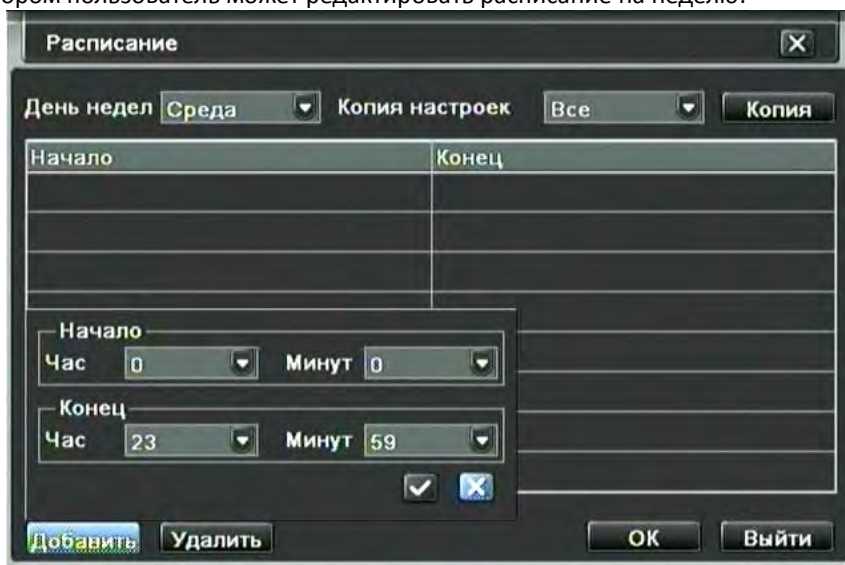 ором пользователь может редактировать расписание на неделю:
Расписание
День недел Среда Копия настроек Все Копия
Начало Конец
Начало
Час 0 Минут 0
Конец
Час 23 Минут 59
Добавить Удалить ОК Выйти